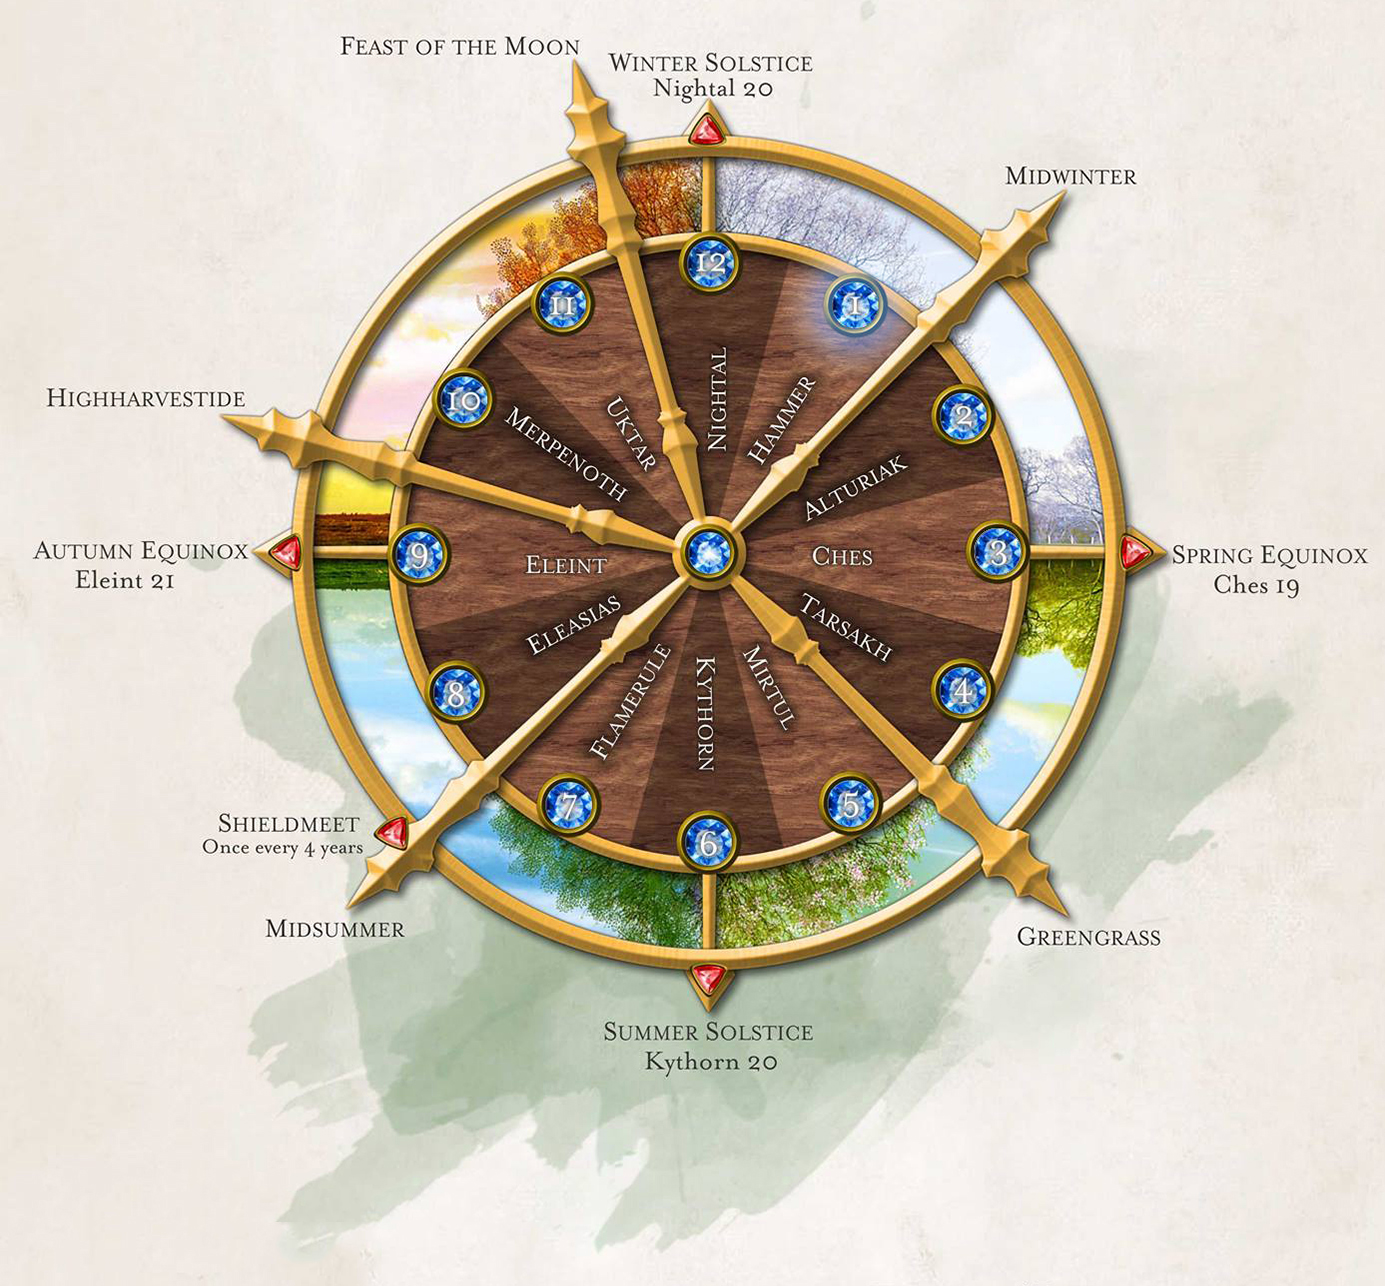 FEAST OF THE MOON
WINTER SOLSTICE
Nightal 20
MIDWINTER
HIGHHARVESTIDE
AUTUMN EQUINOX
Eleint 21
SPRING EQUINOX
Ches 19
SHIELDMEET
Once every 4 years
MIDSUMMER
GREENGRASS
SUMMER SOLSTICE
Kythorn 20
12
1
2
3
4
5
6
7
8
9
10
11
NIGHTAL
HAMMER
ALTURIAK
CHES
TARSAKH
MIRTUL
KYTHORN
FLAMERULE
ELEASIAS
ELEINT
MERPENOTH
UKTAR